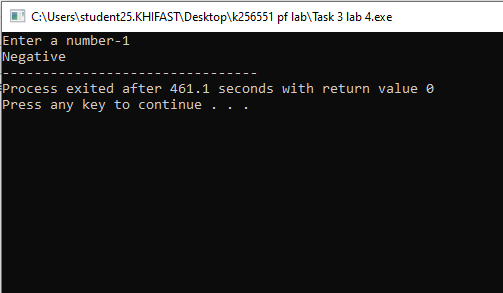 C:\Users\student25.KHIFAST\Desktop\k256551 pf lab\Task 3 lab 4.exe
Enter a number-1
Negative
--------------------------------
Process exited after 461.1 seconds with return value 0
Press any key to continue . . .